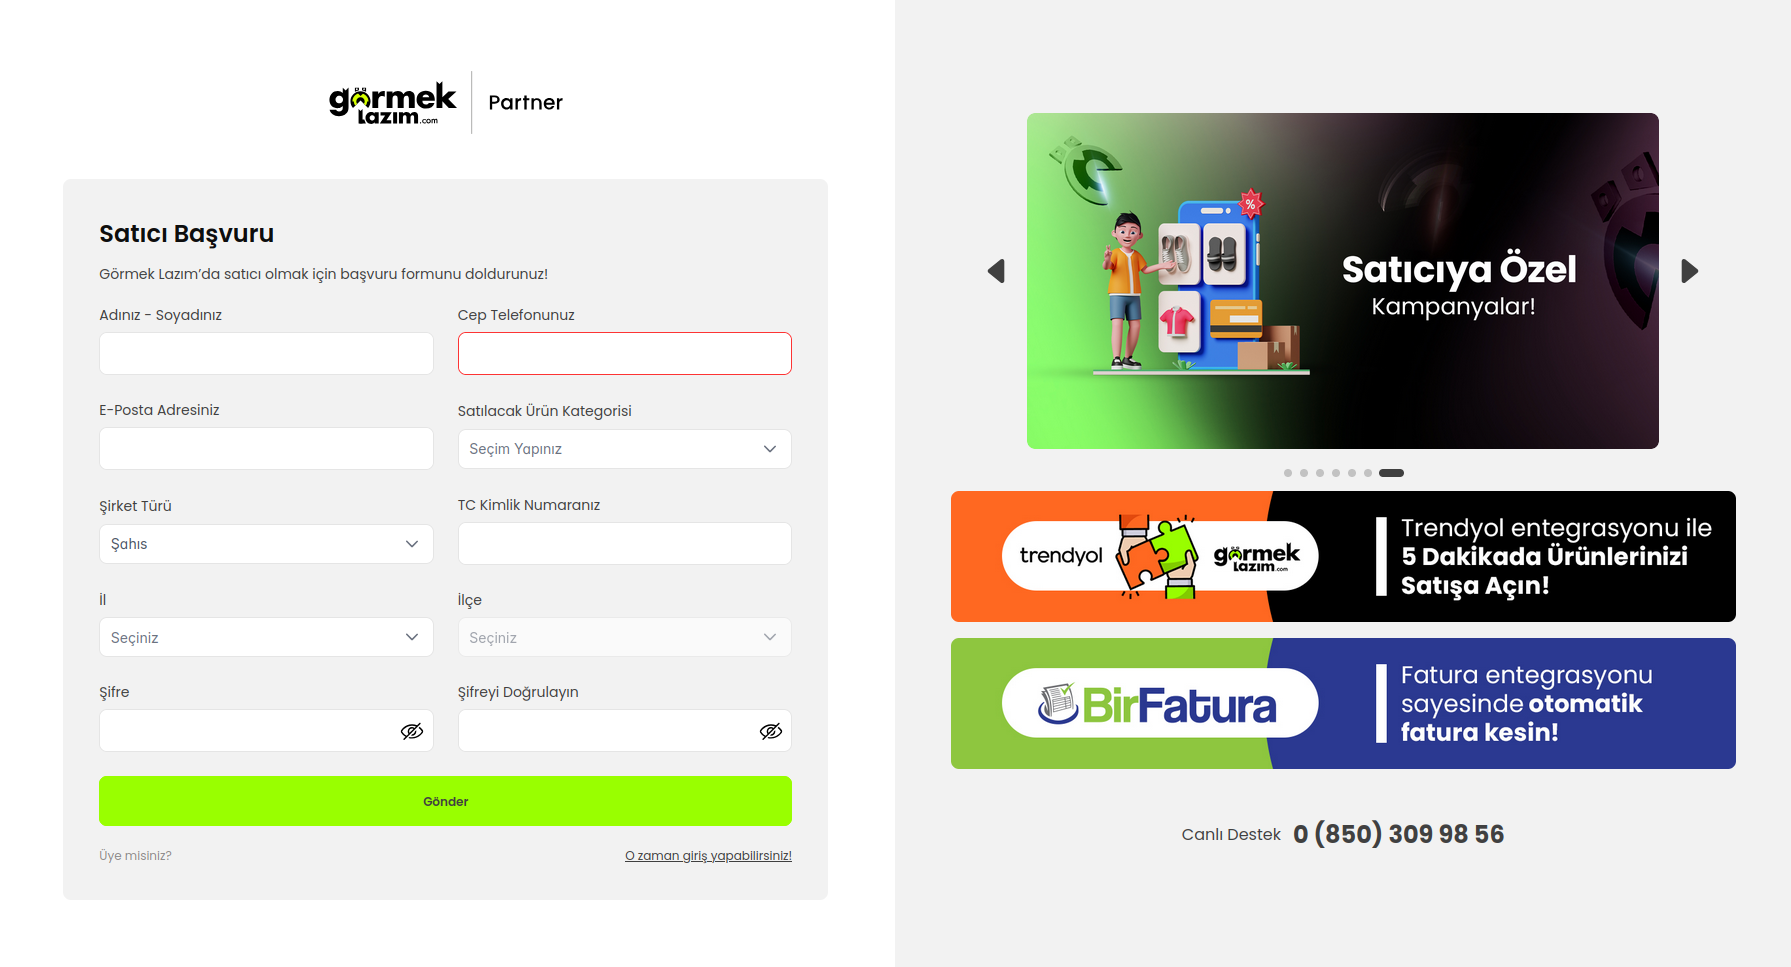 görmek
Lazım.com
Partner
Satıcı Başvuru
Görmek Lazım'da satıcı olmak için başvuru formunu doldurunuz!
Adınız - Soyadınız
Cep Telefonunuz
E-Posta Adresiniz
Satılacak Ürün Kategorisi
Seçim Yapınız
Şirket Türü
TC Kimlik Numaranız
Şahıs
İl
İlçe
Seçiniz
Seçiniz
Şifre
Şifreyi Doğrulayın
Gönder
Üye misiniz?
O zaman giriş yapabilirsiniz!
%
Satıcıya Özel
Kampanyalar!
trendyol
görmek
Lazım.com
Trendyol entegrasyonu ile
5 Dakikada Ürünlerinizi
Satışa Açın!
BirFatura
Fatura entegrasyonu
sayesinde otomatik
fatura kesin!
Canlı Destek 0 (850) 309 98 56